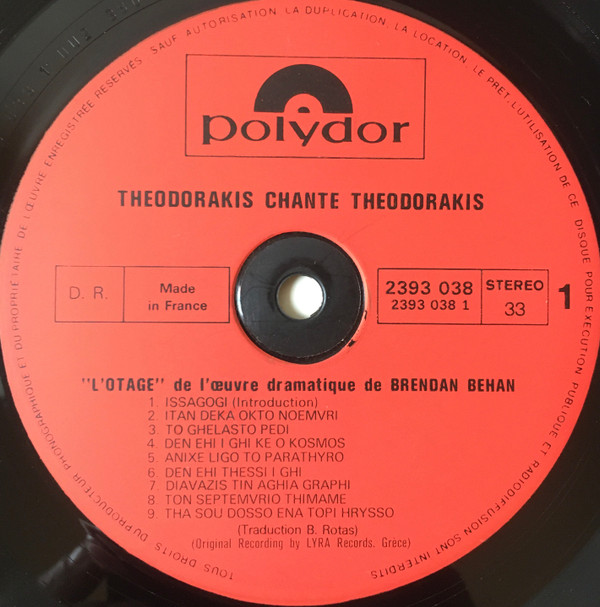 TOUS DROITS DU PRODUCTEUR PHONOGRAPHIQUE ET DU PROPRIÉTAIRE DE L'ŒUVRE ENREGISTRÉE RÉSERVÉS. SAUF AUTORISATION, LA DUPLICATION, LA LOCATION, LE PRÊT, L'UTILISATION DE CE DISQUE POUR EXECUTION PUBLIQUE ET RADIODIFFUSION SONT INTERDITS
polydor
THEODORAKIS CHANTE THEODORAKIS
D. R.
Made
in France
2393 038
2393 038 1
STEREO
33
1
"L'OTAGE" de l'œuvre dramatique de BRENDAN BEHAN
1. ISSAGOGI (Introduction)
2 ITAN DEKA OKTO NOEMVRI
3. TO GHELASTO PEDI
4. DEN EHI I GHI KE O KOSMOS
5. ANIXE LIGO TO PARATHYRO
6. DEN EHI THESSI I GHI
7. DIAVAZIS TIN AGHIA GRAPHI
8. TON SEPTEMVRIO THIMAME
9. THA SOU DOSSO ENA TOPI HRYSSO
(Traduction B. Rotas)
(Original Recording by LYRA Records. Grèce)